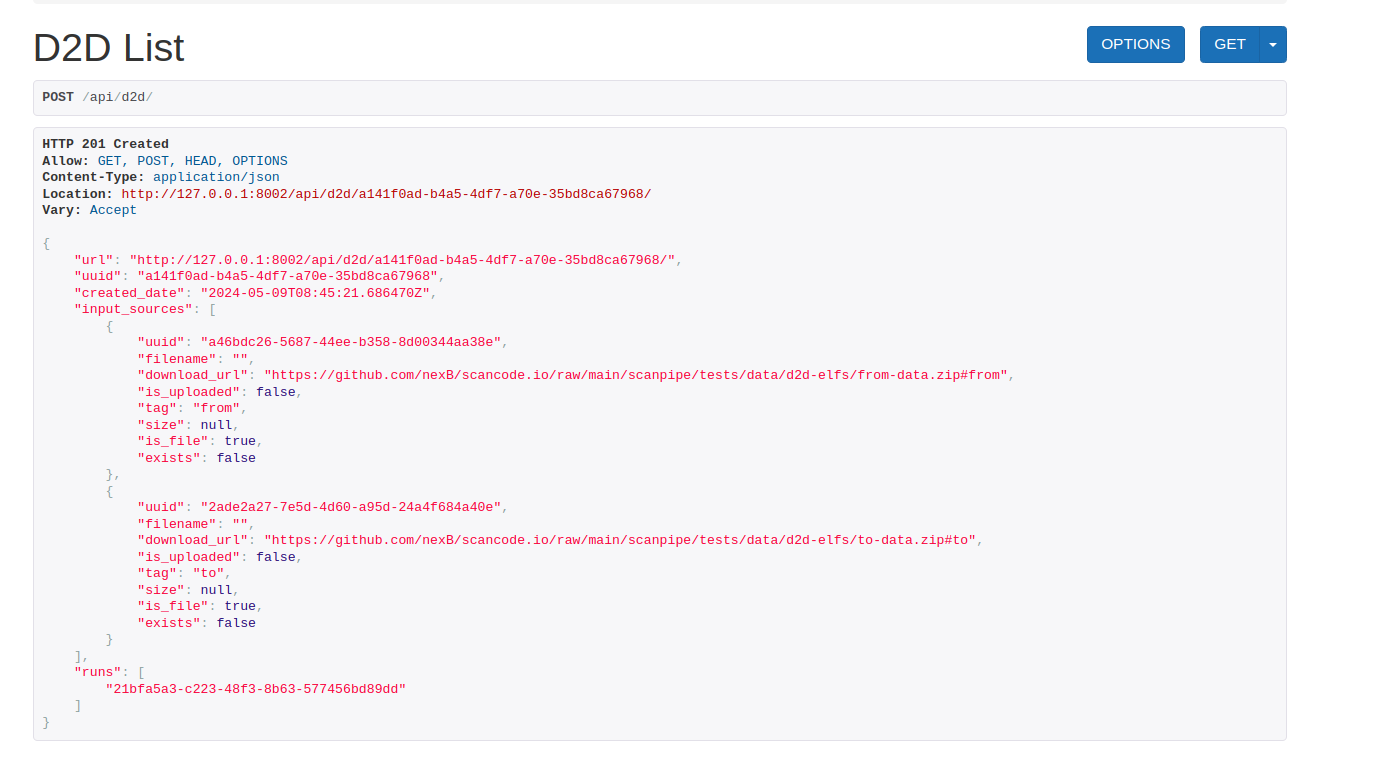 D2D List
OPTIONS
GET
POST /api/d2d/
HTTP 201 Created
Allow: GET, POST, HEAD, OPTIONS
Content-Type: application/json
Location: http://127.0.0.1:8002/api/d2d/a141f0ad-b4a5-4df7-a70e-35bd8ca67968/
Vary: Accept
{
    "url": "http://127.0.0.1:8002/api/d2d/a141f0ad-b4a5-4df7-a70e-35bd8ca67968/",
    "uuid": "a141f0ad-b4a5-4df7-a70e-35bd8ca67968",
    "created_date": "2024-05-09T08:45:21.686470Z",
    "input_sources": [
        {
            "uuid": "a46bdc26-5687-44ee-b358-8d00344aa38e",
            "filename": "",
            "download_url": "https://github.com/nexB/scancode.io/raw/main/scanpipe/tests/data/d2d-elfs/from-data.zip#from",
            "is_uploaded": false,
            "tag": "from",
            "size": null,
            "is_file": true,
            "exists": false
        },
        {
            "uuid": "2ade2a27-7e5d-4d60-a95d-24a4f684a40e",
            "filename": "",
            "download_url": "https://github.com/nexB/scancode.io/raw/main/scanpipe/tests/data/d2d-elfs/to-data.zip#to",
            "is_uploaded": false,
            "tag": "to",
            "size": null,
            "is_file": true,
            "exists": false
        }
    ],
    "runs": [
        "21bfa5a3-c223-48f3-8b63-577456bd89dd"
    ]
}